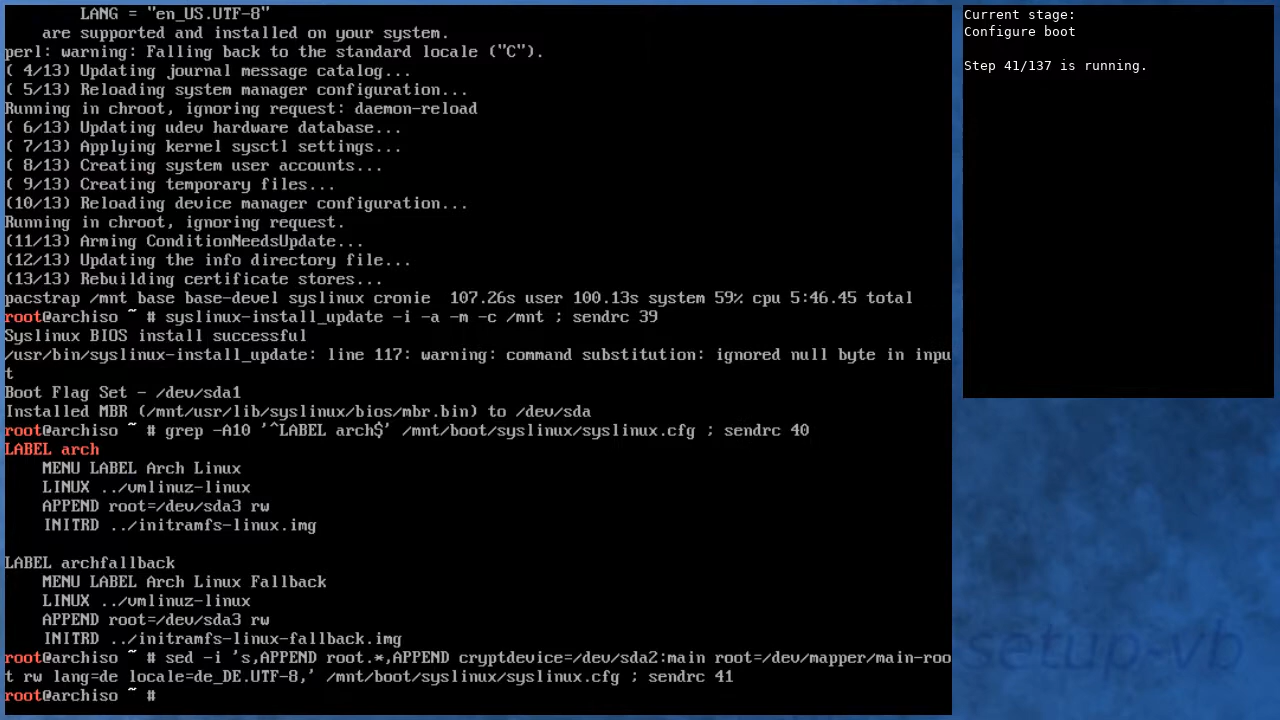 LANG = "en_US.UTF-8"
are supported and installed on your system.
perl: warning: Falling back to the standard locale ("C").
( 4/13) Updating journal message catalog...
( 5/13) Reloading system manager configuration...
Running in chroot, ignoring request: daemon-reload
( 6/13) Updating udev hardware database...
( 7/13) Applying kernel sysctl settings...
( 8/13) Creating system user accounts...
( 9/13) Creating temporary files...
(10/13) Reloading device manager configuration...
Running in chroot, ignoring request.
(11/13) Arming ConditionNeedsUpdate...
(12/13) Updating the info directory file...
(13/13) Rebuilding certificate stores...
pacstrap /mnt base base-devel syslinux cronie  107.26s user 100.13s system 59% cpu 5:46.45 total
root@archiso ~ # syslinux-install_update -i -a -m -c /mnt ; sendrc 39
Syslinux BIOS install successful
/usr/bin/syslinux-install_update: line 117: warning: command substitution: ignored null byte in inpu
t
Boot Flag Set - /dev/sda1
Installed MBR (/mnt/usr/lib/syslinux/bios/mbr.bin) to /dev/sda
root@archiso ~ # grep -A10 '^LABEL arch$' /mnt/boot/syslinux/syslinux.cfg ; sendrc 40
LABEL arch
MENU LABEL Arch Linux
LINUX ../vmlinuz-linux
APPEND root=/dev/sda3 rw
INITRD ../initramfs-linux.img
LABEL archfallback
MENU LABEL Arch Linux Fallback
LINUX ../vmlinuz-linux
APPEND root=/dev/sda3 rw
INITRD ../initramfs-linux-fallback.img
root@archiso ~ # sed -i 's,APPEND root.*,APPEND cryptdevice=/dev/sda2:main root=/dev/mapper/main-roo
t rw lang=de locale=de_DE.UTF-8,' /mnt/boot/syslinux/syslinux.cfg ; sendrc 41
root@archiso ~ #
Current stage:
Configure boot
Step 41/137 is running.
setup-vb